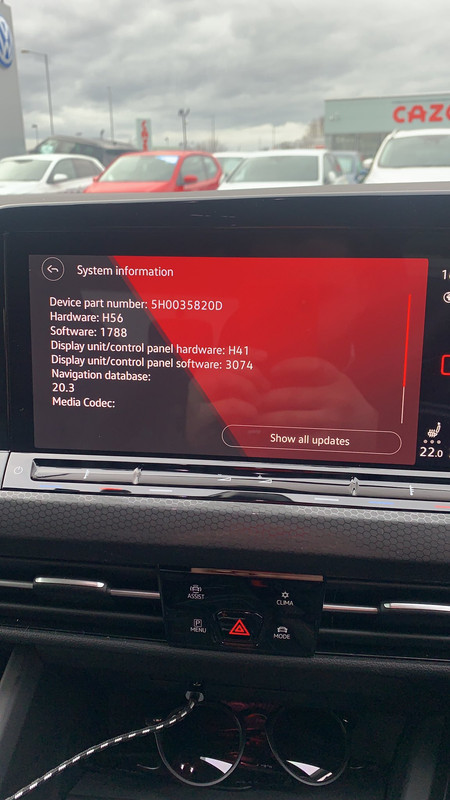 CAZO
System information
Device part number: 5H0035820D
Hardware: H56
Software: 1788
Display unit/control panel hardware: H41
Display unit/control panel software: 3074
Navigation database:
20.3
Media Codec:
Show all updates
22.0
ASSIST
CLIMA
P
MENU
MODE